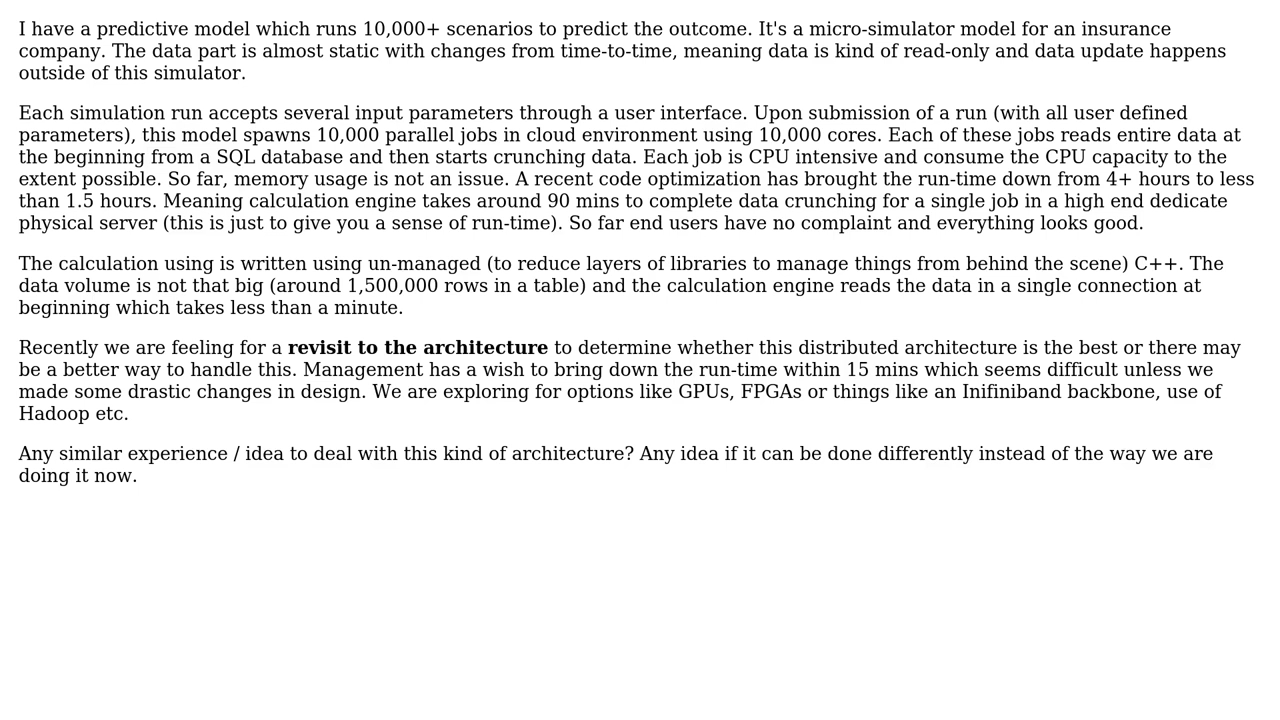 I have a predictive model which runs 10,000+ scenarios to predict the outcome. It's a micro-simulator model for an insurance
company. The data part is almost static with changes from time-to-time, meaning data is kind of read-only and data update happens
outside of this simulator.
Each simulation run accepts several input parameters through a user interface. Upon submission of a run (with all user defined
parameters), this model spawns 10,000 parallel jobs in cloud environment using 10,000 cores. Each of these jobs reads entire data at
the beginning from a SQL database and then starts crunching data. Each job is CPU intensive and consume the CPU capacity to the
extent possible. So far, memory usage is not an issue. A recent code optimization has brought the run-time down from 4+ hours to less
than 1.5 hours. Meaning calculation engine takes around 90 mins to complete data crunching for a single job in a high end dedicate
physical server (this is just to give you a sense of run-time). So far end users have no complaint and everything looks good.
The calculation using is written using un-managed (to reduce layers of libraries to manage things from behind the scene) C++. The
data volume is not that big (around 1,500,000 rows in a table) and the calculation engine reads the data in a single connection at
beginning which takes less than a minute.
Recently we are feeling for a revisit to the architecture to determine whether this distributed architecture is the best or there may
be a better way to handle this. Management has a wish to bring down the run-time within 15 mins which seems difficult unless we
made some drastic changes in design. We are exploring for options like GPUs, FPGAs or things like an Inifiniband backbone, use of
Hadoop etc.
Any similar experience / idea to deal with this kind of architecture? Any idea if it can be done differently instead of the way we are
doing it now.